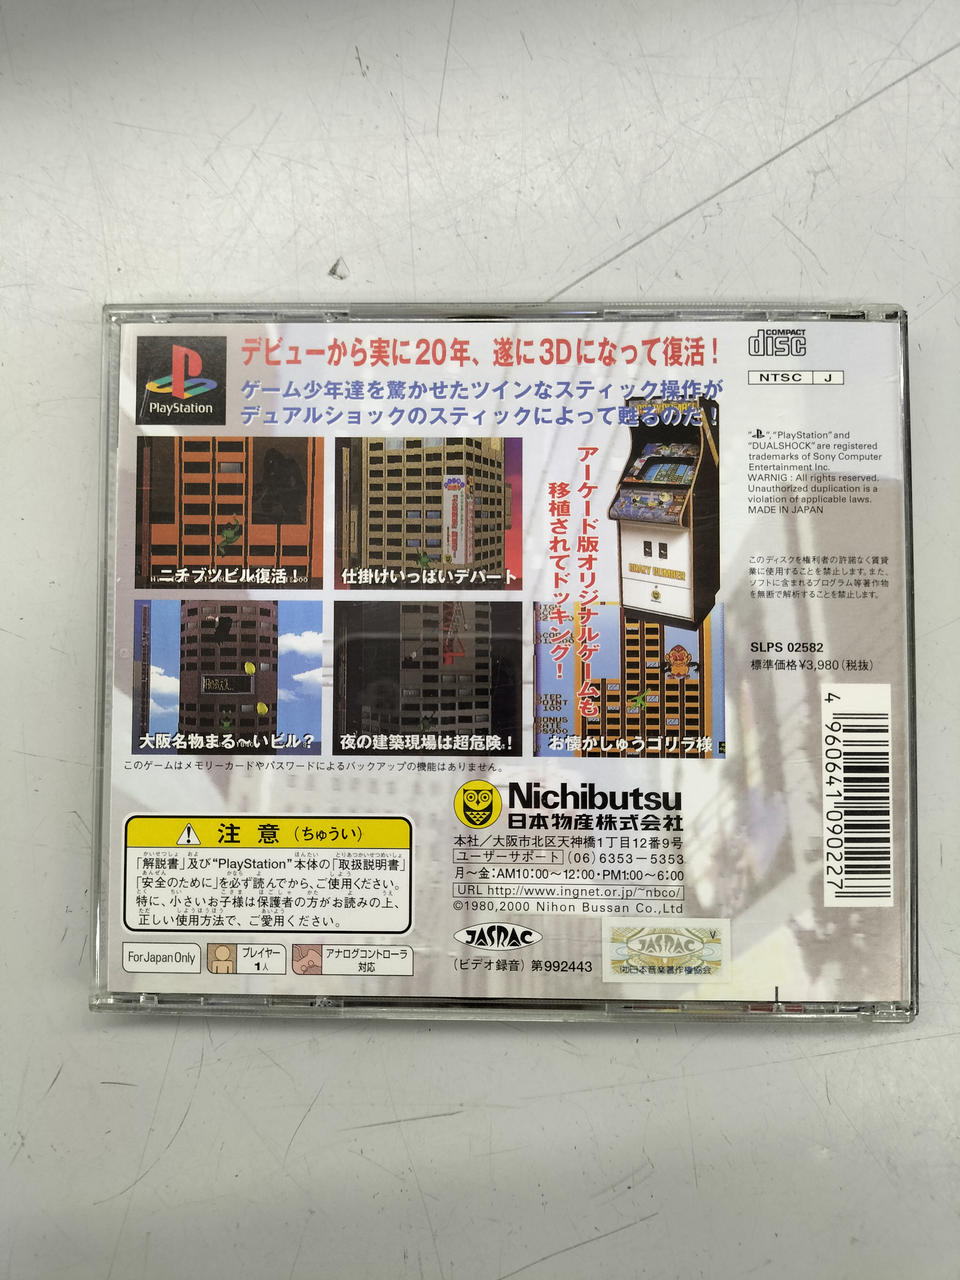 PlayStation
デビューから実に20年、遂に3Dになって復活！
ゲーム少年達を驚かせたツインなスティック操作が
デュアルショックのスティックによって甦るのだ！
COMPACT
disc
NTSC J
"PS", "PlayStation" and
"DUALSHOCK" are registered
trademarks of Sony Computer
Entertainment Inc.
WARNIG : All rights reserved.
Unauthorized duplication is a
violation of applicable laws.
MADE IN JAPAN
このディスクを権利者の許諾なく賃貸
業に使用することを禁止します。また、
ソフトに含まれるプログラム等著作物
を無断で解析することを禁止します。
SLPS 02582
標準価格¥3,980(税抜)
4 960641 090227
アーケード版オリジナルゲームも
移植されてドッキング！
CRAZY CLIMBER
ニチブツビル復活！
仕掛けいっぱいデパート
大阪名物まる〜いビル？
夜の建築現場は超危険！
STEP
POINT
100
BONUS
RATE
お懐かしゅうゴリラ様
このゲームはメモリーカードやパスワードによるバックアップの機能はありません。
Nichibutsu
日本物産株式会社
本社／大阪市北区天神橋1丁目12番9号
ユーザーサポート (06)6353−5353
月〜金:AM10:00〜12:00・PM1:00〜6:00
URL http://www.ingnet.or.jp/~nbco/
©1980,2000 Nihon Bussan Co.,Ltd
注意(ちゅうい)
「解説書」及び"PlayStation"本体の「取扱説明書」
「安全のために」を必ず読んでから、ご使用ください。
特に、小さいお子様は保護者の方がお読みの上、
正しい使用方法で、ご愛用ください。
For Japan Only
プレイヤー
1人
アナログコントローラ
対応
JASRAC
(ビデオ録音) 第992443
JASRAC
V
(社)日本音楽著作権協会